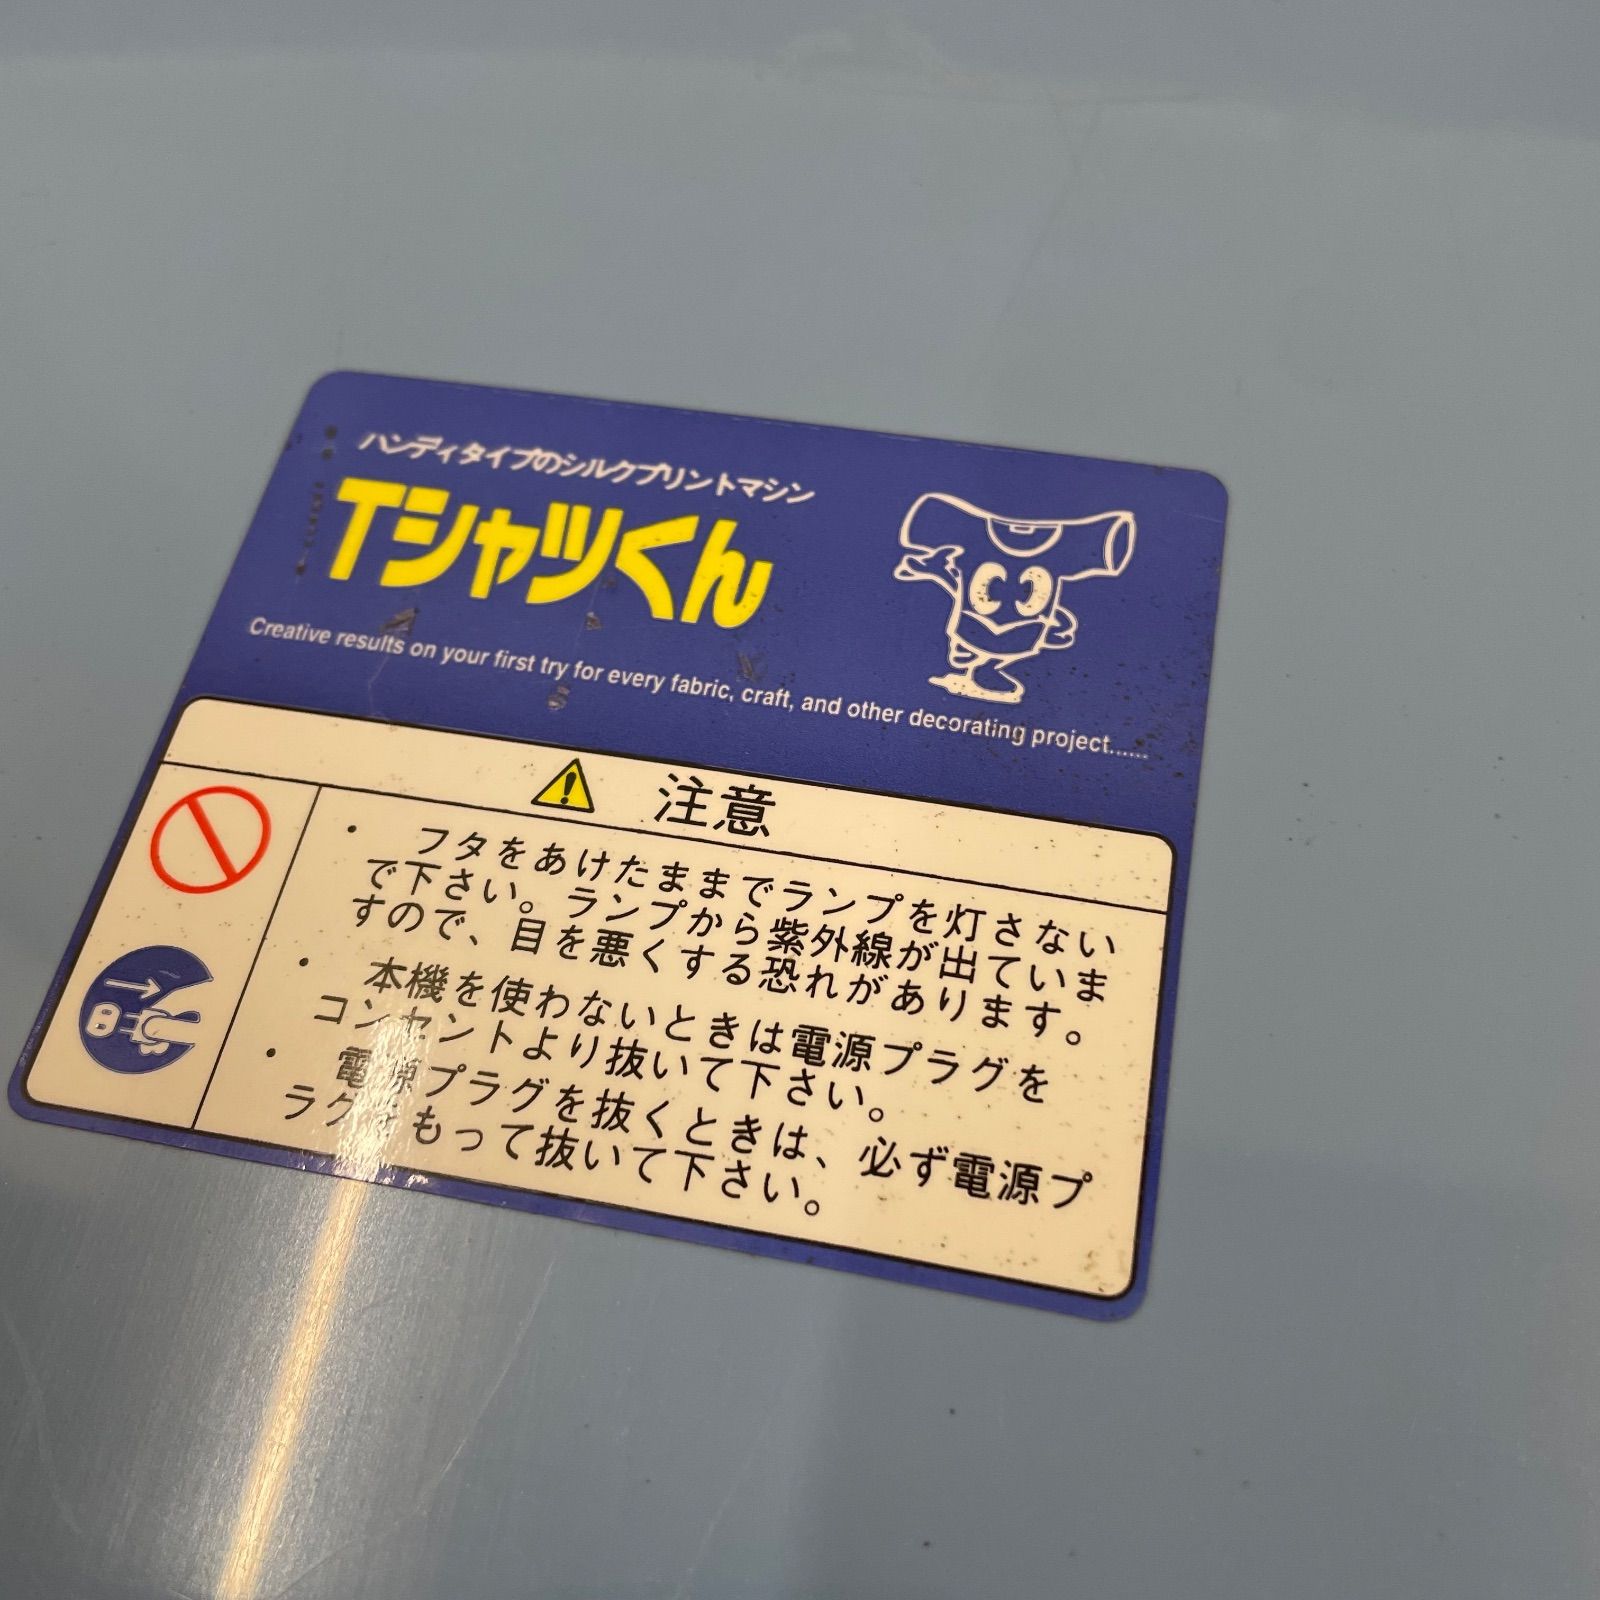 ハンディタイプのシルクプリントマシン
Tシャツくん
Creative results on your first try for every fabric, craft, and other decorating project......
注意
・ フタをあけたままでランプを灯さない
で下さい。ランプから紫外線が出ていま
すので、目を悪くする恐れがあります。
・ 本機を使わないときは電源プラグを
コンセントより抜いて下さい。
・ 電源プラグを抜くときは、必ず電源プ
ラグをもって抜いて下さい。